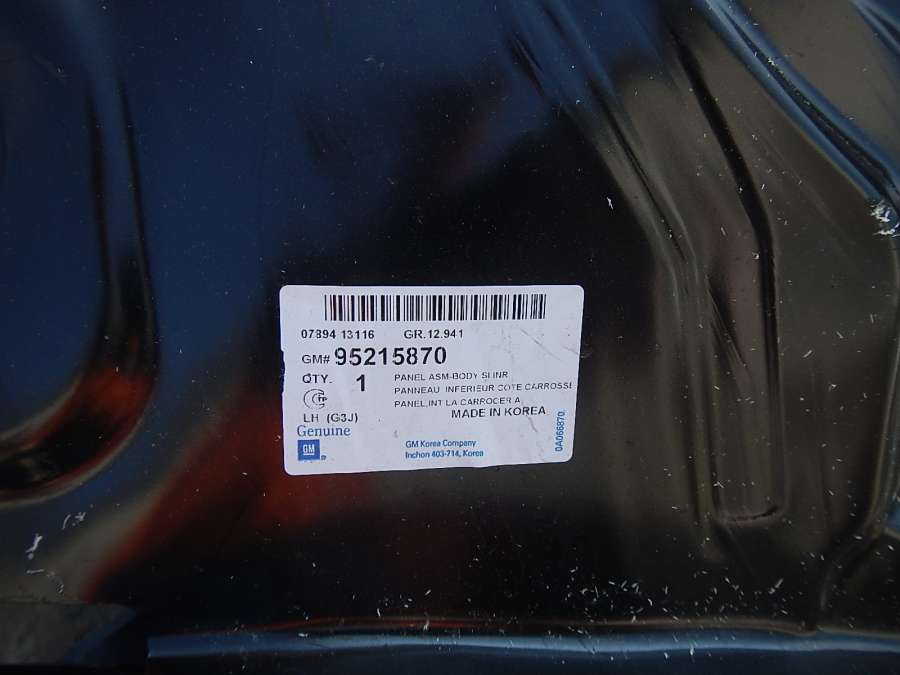 07894 13116 GR.12.941
GM# 95215870
QTY. 1
PANEL ASM-BODY SI INR
PANNEAU INFERIEUR COTE CARROSSE
PANEL,INT LA CARROCER A
LH (G3J)
MADE IN KOREA
Genuine
GM
GM Korea Company
Inchon 403-714, Korea
0A066870